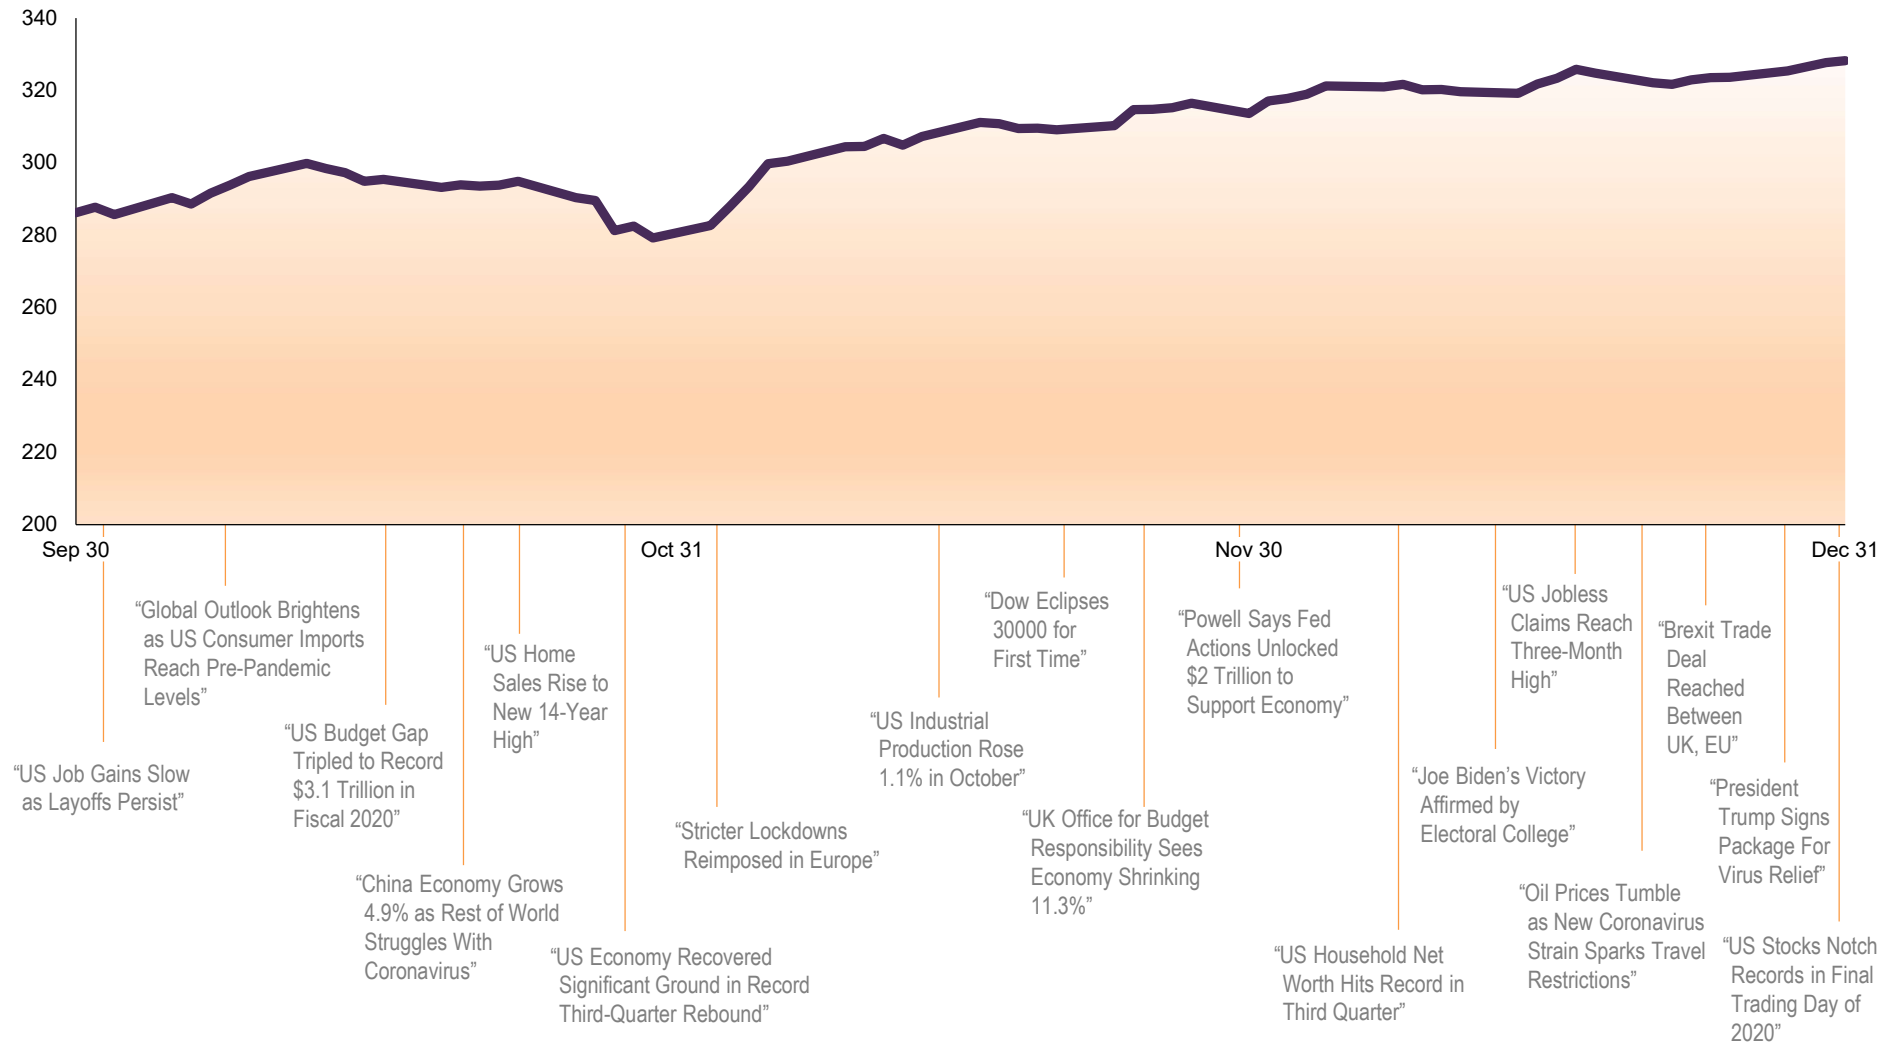 340
320
300
280
260
240
220
200
Sep 30
Oct 31
Nov 30
Dec 31
“US Job Gains Slow
as Layoffs Persist”
“Global Outlook Brightens
as US Consumer Imports
Reach Pre-Pandemic
Levels”
“US Budget Gap
Tripled to Record
$3.1 Trillion in
Fiscal 2020”
“China Economy Grows
4.9% as Rest of World
Struggles With
Coronavirus”
“US Home
Sales Rise to
New 14-Year
High”
“US Economy Recovered
Significant Ground in Record
Third-Quarter Rebound”
“Stricter Lockdowns
Reimposed in Europe”
“US Industrial
Production Rose
1.1% in October”
“Dow Eclipses
30000 for
First Time”
“UK Office for Budget
Responsibility Sees
Economy Shrinking
11.3%”
“Powell Says Fed
Actions Unlocked
$2 Trillion to
Support Economy”
“US Household Net
Worth Hits Record in
Third Quarter”
“Joe Biden’s Victory
Affirmed by
Electoral College”
“US Jobless
Claims Reach
Three-Month
High”
“Oil Prices Tumble
as New Coronavirus
Strain Sparks Travel
Restrictions”
“Brexit Trade
Deal
Reached
Between
UK, EU”
“President
Trump Signs
Package For
Virus Relief”
“US Stocks Notch
Records in Final
Trading Day of
2020”